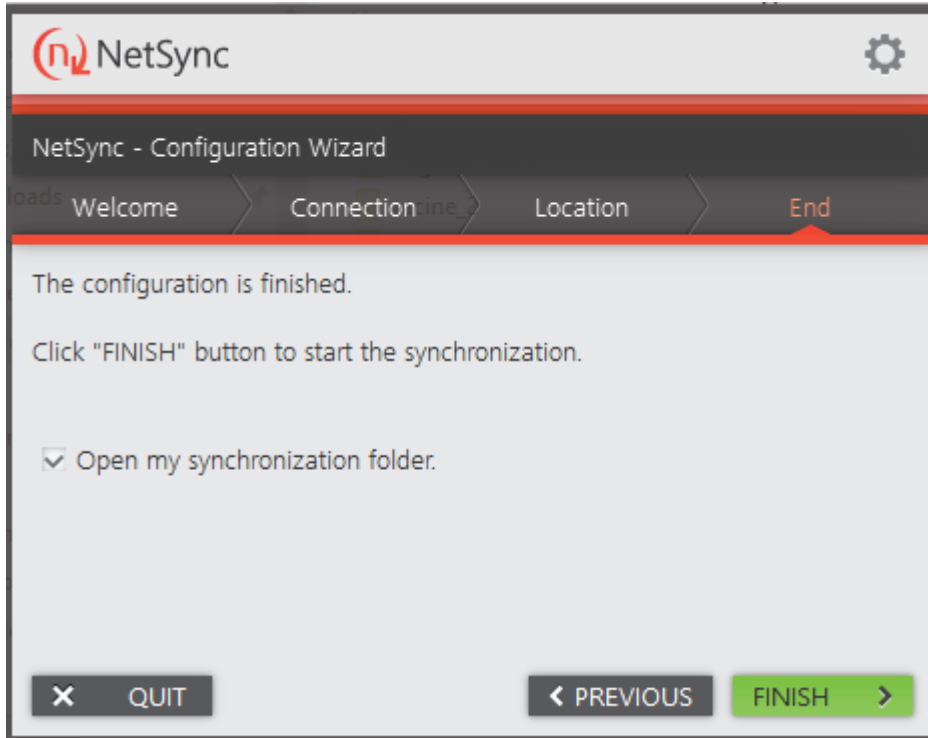 NetSync
NetSync - Configuration Wizard
Welcome Connection Location End
The configuration is finished.
Click "FINISH" button to start the synchronization.
Open my synchronization folder.
QUIT PREVIOUS FINISH